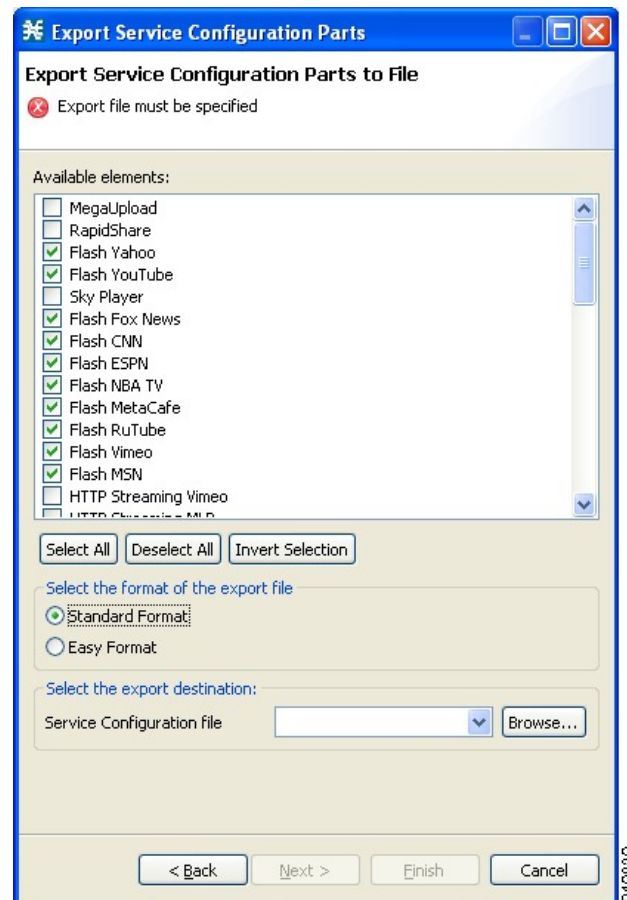 Export Service Configuration Parts
Export Service Configuration Parts to File
Export file must be specified
Available elements:
MegaUpload
RapidShare
Flash Yahoo
Flash YouTube
Sky Player
Flash Fox News
Flash CNN
Flash ESPN
Flash NBA TV
Flash MetaCafe
Flash RuTube
Flash Vimeo
Flash MSN
HTTP Streaming Vimeo
Select All Deselect All Invert Selection
Select the format of the export file
Standard Format
Easy Format
Select the export destination:
Service Configuration file Browse...
< Back Next > Finish Cancel